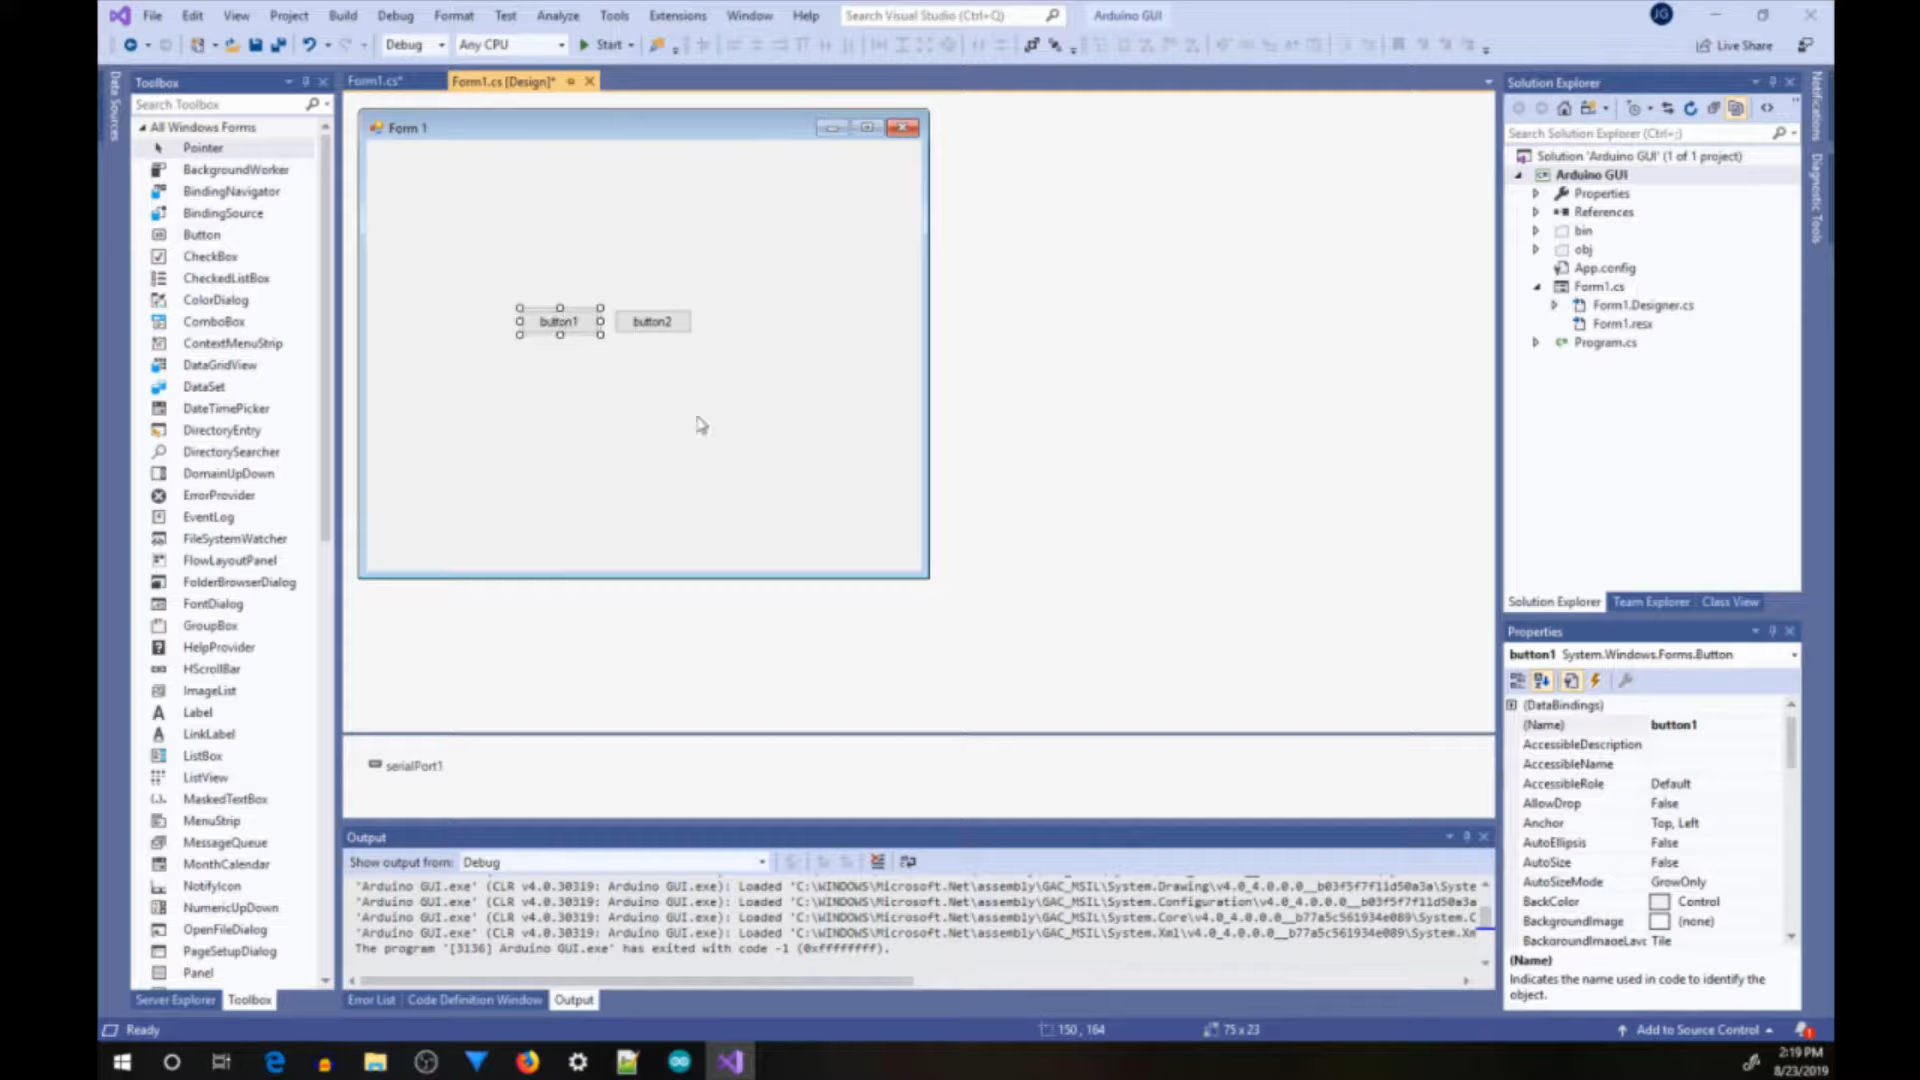 File Edit View Project Build Debug Format Test Analyze Tools Extensions Window Help Search Visual Studio (Ctrl+Q) Arduino GUI JG
Debug Any CPU Start Live Share
Data Sources
Toolbox
Search Toolbox
All Windows Forms
Pointer
BackgroundWorker
BindingNavigator
BindingSource
Button
CheckBox
CheckedListBox
ColorDialog
ComboBox
ContextMenuStrip
DataGridView
DataSet
DateTimePicker
DirectoryEntry
DirectorySearcher
DomainUpDown
ErrorProvider
EventLog
FileSystemWatcher
FlowLayoutPanel
FolderBrowserDialog
FontDialog
GroupBox
HelpProvider
HScrollBar
ImageList
Label
LinkLabel
ListBox
ListView
MaskedTextBox
MenuStrip
MessageQueue
MonthCalendar
NotifyIcon
NumericUpDown
OpenFileDialog
PageSetupDialog
Panel
Server Explorer Toolbox
Form1.cs* Form1.cs [Design]*
Form 1
button1 button2
serialPort1
Output
Show output from: Debug
'Arduino GUI.exe' (CLR v4.0.30319: Arduino GUI.exe): Loaded 'C:\WINDOWS\Microsoft.Net\assembly\GAC_MSIL\System.Drawing\v4.0_4.0.0.0__b03f5f7f11d50a3a\Syste
'Arduino GUI.exe' (CLR v4.0.30319: Arduino GUI.exe): Loaded 'C:\WINDOWS\Microsoft.Net\assembly\GAC_MSIL\System.Configuration\v4.0_4.0.0.0__b03f5f7f11d50a3a
'Arduino GUI.exe' (CLR v4.0.30319: Arduino GUI.exe): Loaded 'C:\WINDOWS\Microsoft.Net\assembly\GAC_MSIL\System.Core\v4.0_4.0.0.0__b77a5c561934e089\System.C
'Arduino GUI.exe' (CLR v4.0.30319: Arduino GUI.exe): Loaded 'C:\WINDOWS\Microsoft.Net\assembly\GAC_MSIL\System.Xml\v4.0_4.0.0.0__b77a5c561934e089\System.Xm
The program '[3136] Arduino GUI.exe' has exited with code -1 (0xffffffff).
Error List Code Definition Window Output
Solution Explorer
Search Solution Explorer (Ctrl+;)
Solution 'Arduino GUI' (1 of 1 project)
Arduino GUI
Properties
References
bin
obj
App.config
Form1.cs
Form1.Designer.cs
Form1.resx
Program.cs
Solution Explorer Team Explorer Class View
Notifications
Diagnostic Tools
Properties
button1 System.Windows.Forms.Button
(DataBindings)
(Name) button1
AccessibleDescription
AccessibleName
AccessibleRole Default
AllowDrop False
Anchor Top, Left
AutoEllipsis False
AutoSize False
AutoSizeMode GrowOnly
BackColor Control
BackgroundImage (none)
BackgroundImageLayc Tile
(Name)
Indicates the name used in code to identify the
object.
Ready 150 , 164 75 x 23 Add to Source Control 1
2:19 PM
8/23/2019